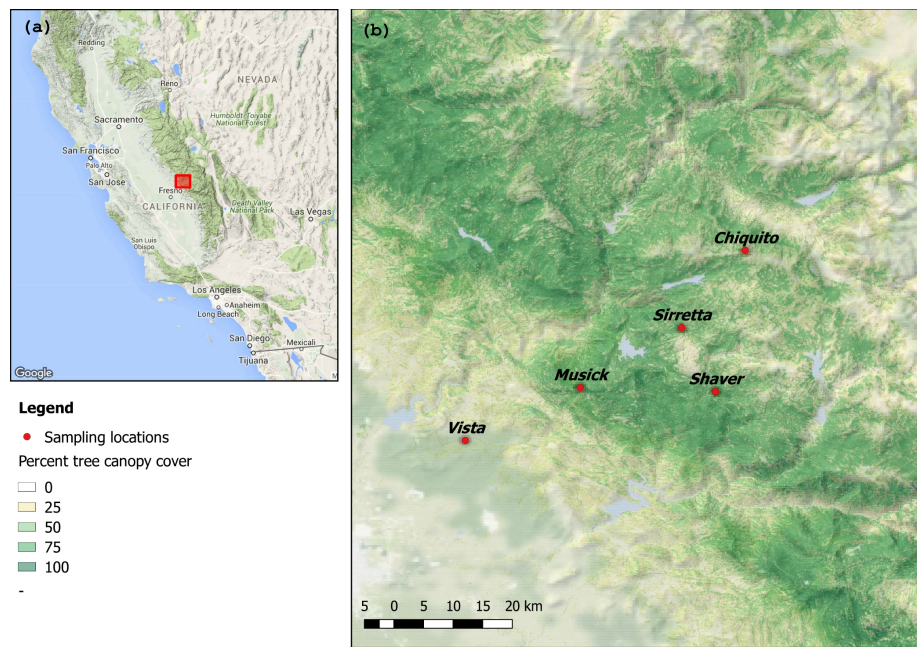 (a)
Redding
Reno
NEVADA
Humboldt-Toiyabe
National Forest
Sacramento
San Francisco
Palo Alto
San Jose
Fresno
CALIFORNIA
Death Valley
National Park
Las Vegas
San Luis
Obispo
Los Angeles
Anaheim
Long Beach
San Diego
Mexicali
Tijuana
Google
M
(b)
Chiquito
Sirretta
Musick
Shaver
Vista
5 0 5 10 15 20 km
Legend
Sampling locations
Percent tree canopy cover
0
25
50
75
100
-